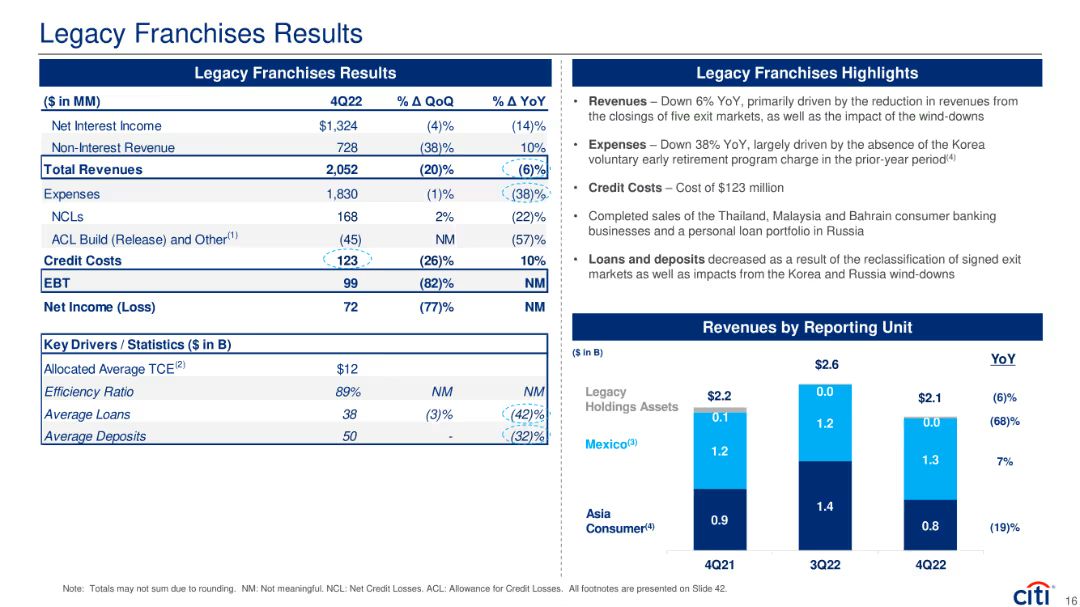 Legacy Franchises Results
Legacy Franchises Results
($ in MM) 4Q22 % Δ QoQ % Δ YoY
Net Interest Income $1,324 (4)% (14)%
Non-Interest Revenue 728 (38)% 10%
Total Revenues 2,052 (20)% (6)%
Expenses 1,830 (1)% (38)%
NCLs 168 2% (22)%
ACL Build (Release) and Other(1) (45) NM (57)%
Credit Costs 123 (26)% 10%
EBT 99 (82)% NM
Net Income (Loss) 72 (77)% NM
Key Drivers / Statistics ($ in B)
Allocated Average TCE(2) $12
Efficiency Ratio 89% NM NM
Average Loans 38 (3)% (42)%
Average Deposits 50 - (32)%
Legacy Franchises Highlights
• Revenues – Down 6% YoY, primarily driven by the reduction in revenues from
the closings of five exit markets, as well as the impact of the wind-downs
• Expenses – Down 38% YoY, largely driven by the absence of the Korea
voluntary early retirement program charge in the prior-year period(4)
• Credit Costs – Cost of $123 million
• Completed sales of the Thailand, Malaysia and Bahrain consumer banking
businesses and a personal loan portfolio in Russia
• Loans and deposits decreased as a result of the reclassification of signed exit
markets as well as impacts from the Korea and Russia wind-downs
Revenues by Reporting Unit
($ in B)
YoY
$2.6
Legacy
Holdings Assets
$2.2
0.0
$2.1
(6)%
0.1
0.0
(68)%
Mexico(3)
1.2
1.2
1.3
7%
Asia
Consumer(4)
0.9
1.4
0.8
(19)%
4Q21 3Q22 4Q22
Note: Totals may not sum due to rounding. NM: Not meaningful. NCL: Net Credit Losses. ACL: Allowance for Credit Losses. All footnotes are presented on Slide 42.
citi
16